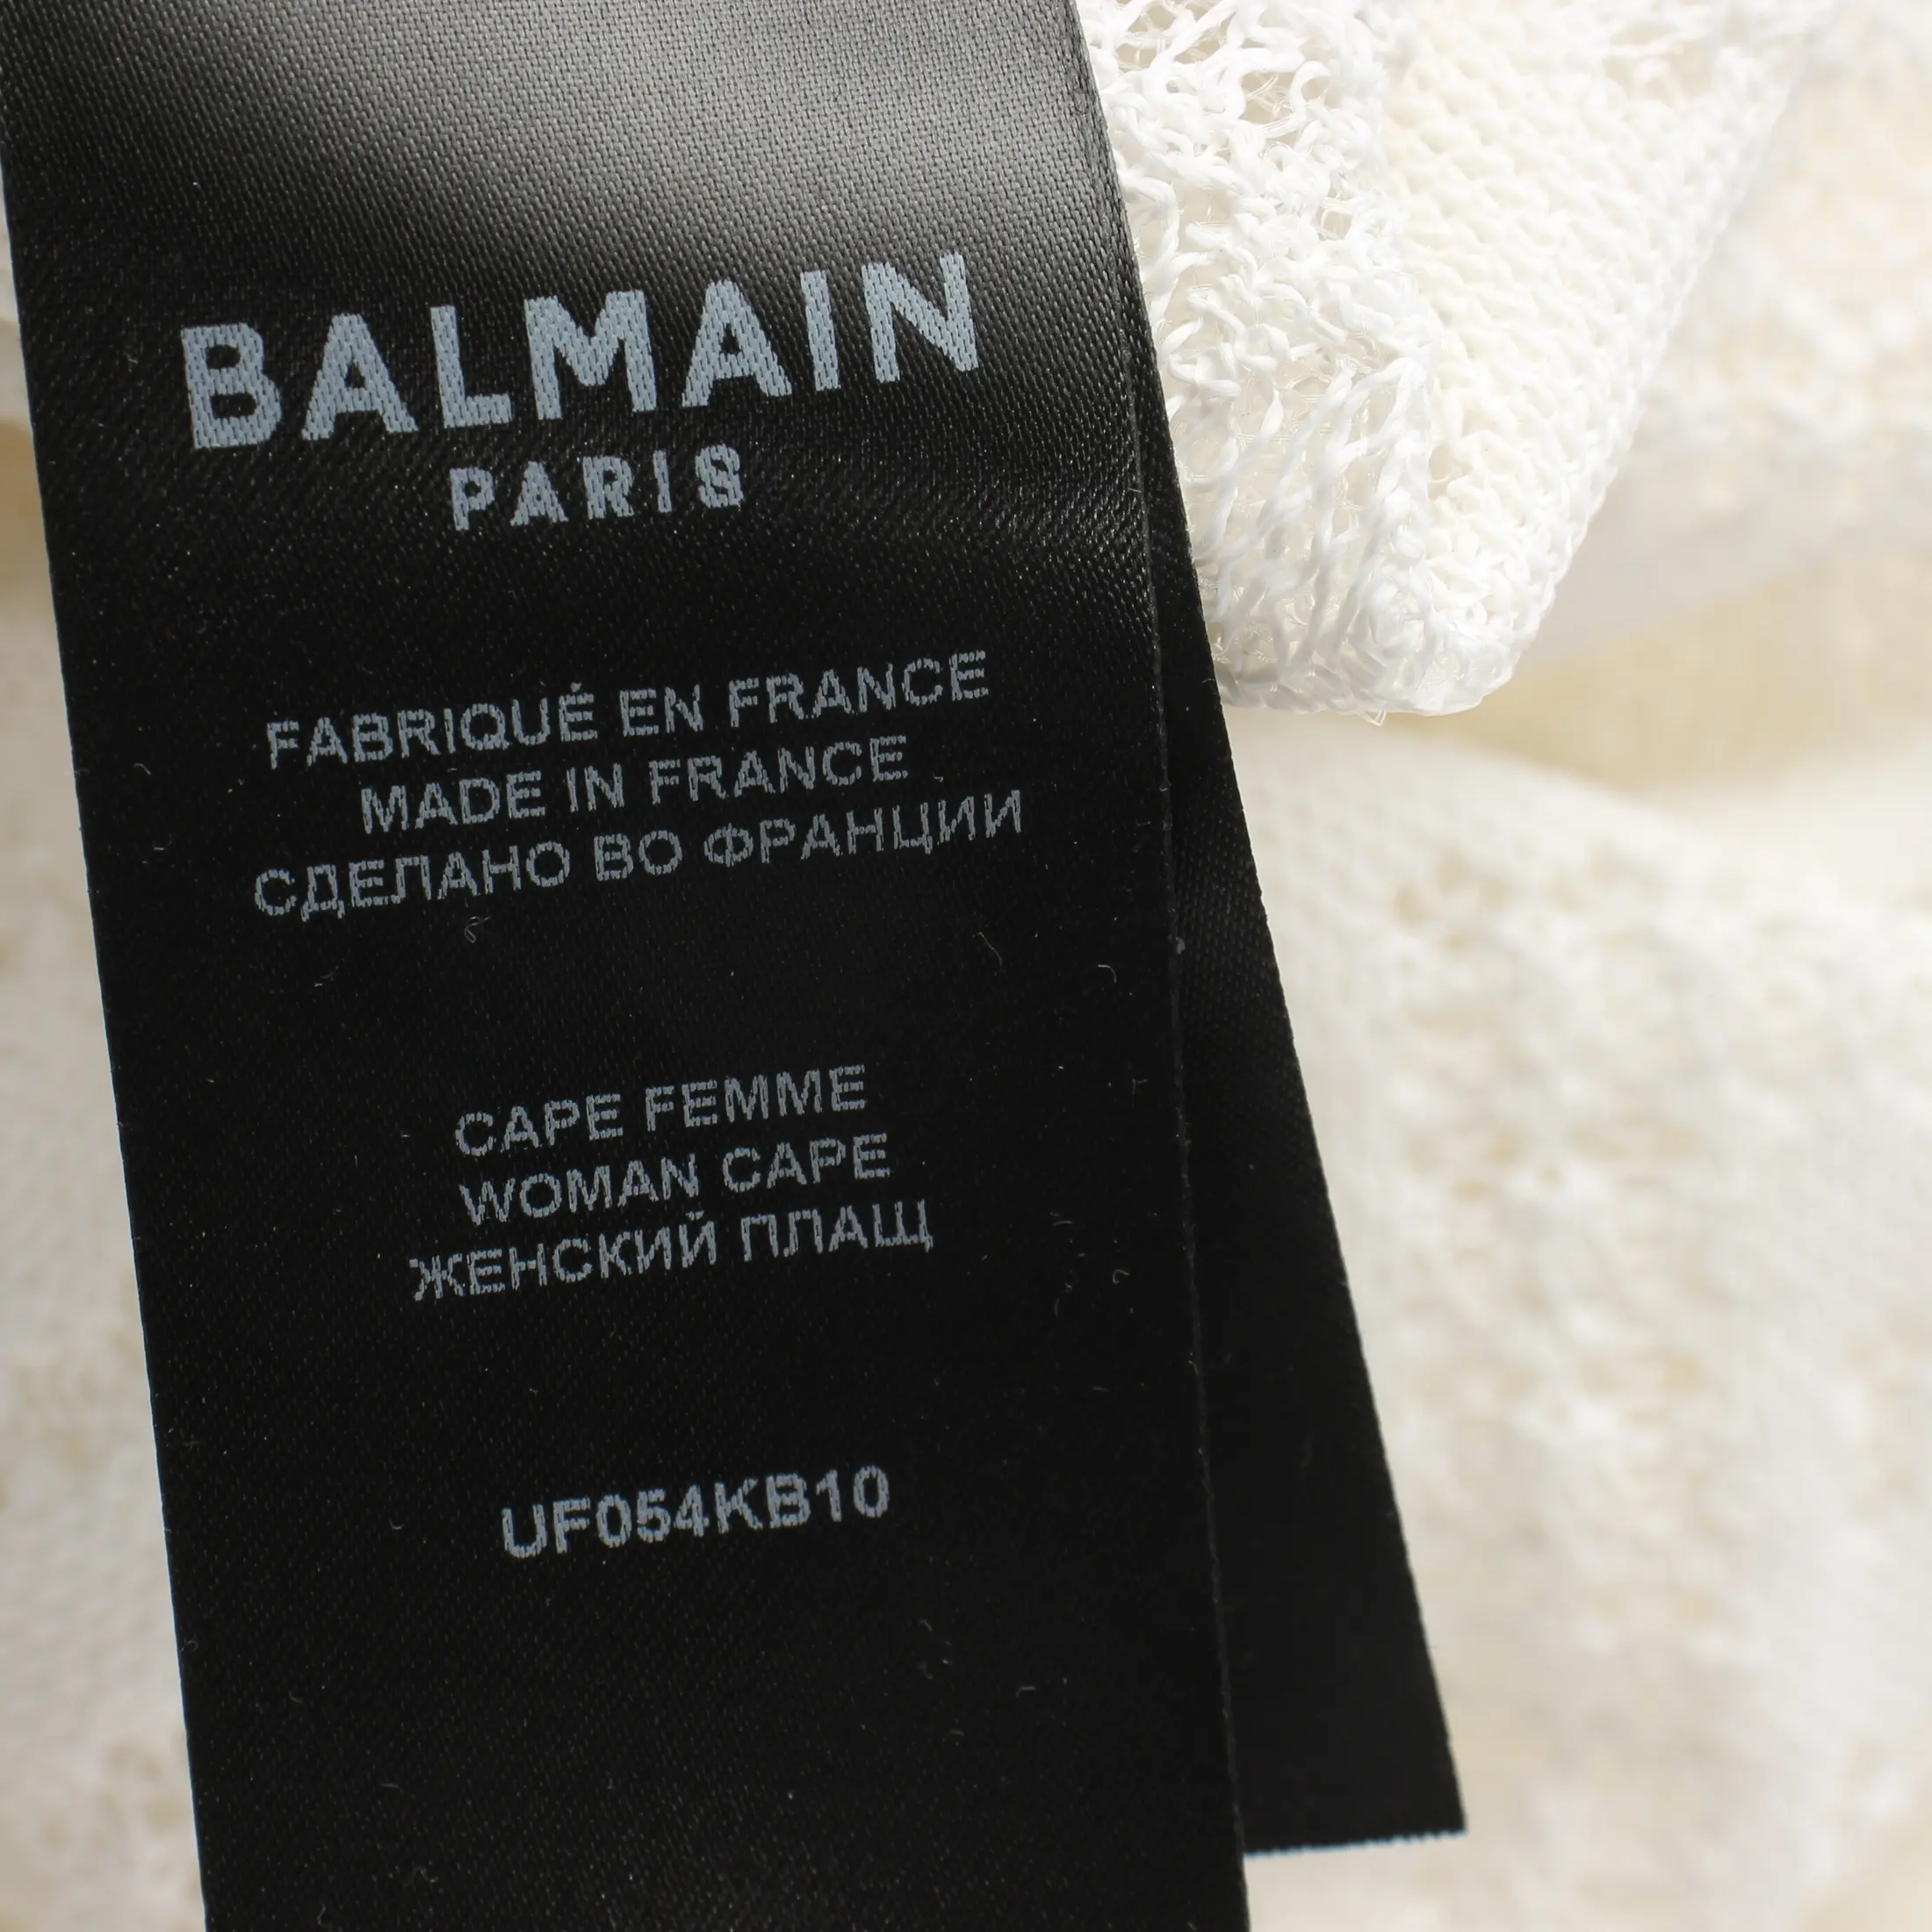 BALMAIN
PARIS
FABRIQUÉ EN FRANCE
MADE IN FRANCE
СДЕЛАНО ВО ФРАНЦИИ
CAPE FEMME
WOMAN CAPE
ЖЕНСКИЙ ПЛАЩ
UF054KB10